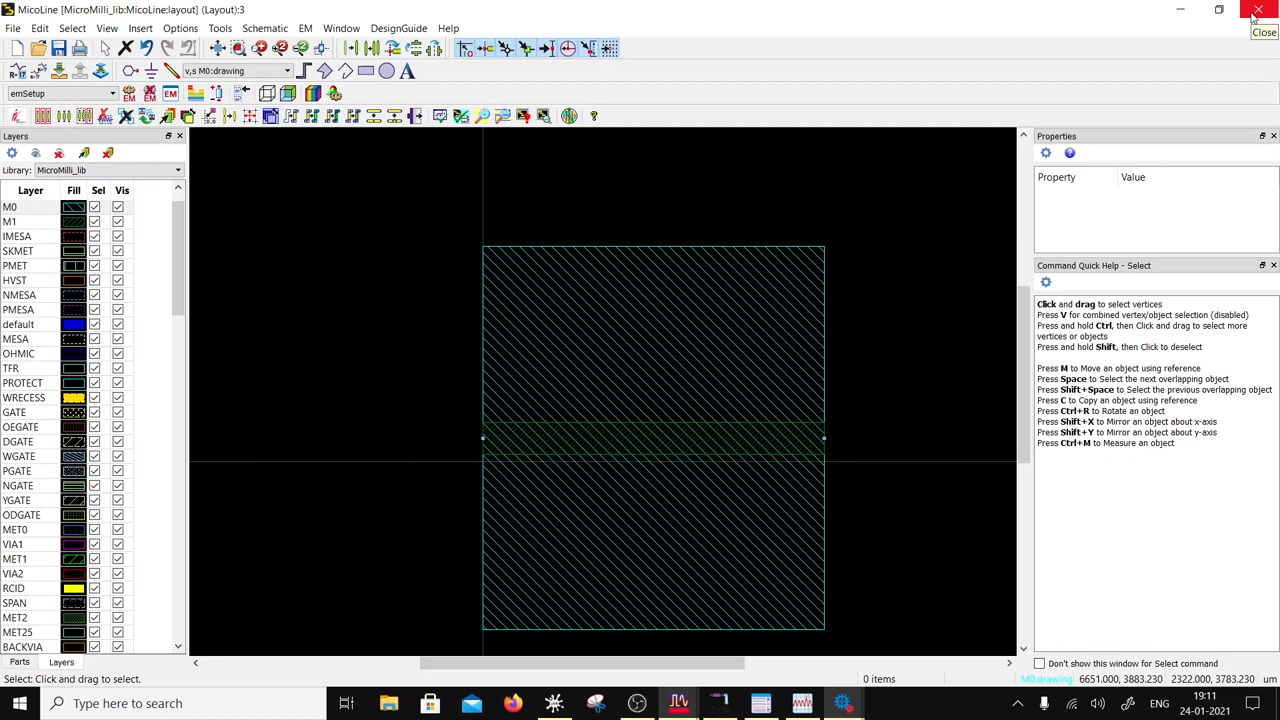 MicoLine [MicroMilli_lib:MicoLine:layout] (Layout):3
Close
File Edit Select View Insert Options Tools Schematic EM Window DesignGuide Help
v,s M0:drawing
emSetup
EM
Layers
Library: MicroMilli_lib
Layer Fill Sel Vis
M0
M1
IMESA
SKMET
PMET
HVST
NMESA
PMESA
default
MESA
OHMIC
TFR
PROTECT
WRECESS
GATE
OEGATE
DGATE
WGATE
PGATE
NGATE
YGATE
ODGATE
MET0
VIA1
MET1
VIA2
RCID
SPAN
MET2
MET25
BACKVIA
Parts Layers
Properties
Property Value
Command Quick Help - Select
Click and drag to select vertices
Press V for combined vertex/object selection (disabled)
Press and hold Ctrl, then Click and drag to select more
vertices or objects
Press and hold Shift, then Click to deselect
Press M to Move an object using reference
Press Space to Select the next overlapping object
Press Shift+Space to Select the previous overlapping object
Press C to Copy an object using reference
Press Ctrl+R to Rotate an object
Press Shift+X to Mirror an object about x-axis
Press Shift+Y to Mirror an object about y-axis
Press Ctrl+M to Measure an object
Don't show this window for Select command
Select: Click and drag to select. 0 items M0:drawing 6651.000, 3883.230 2322.000, 3783.230 um
Type here to search
ENG
19:11
24-01-2021